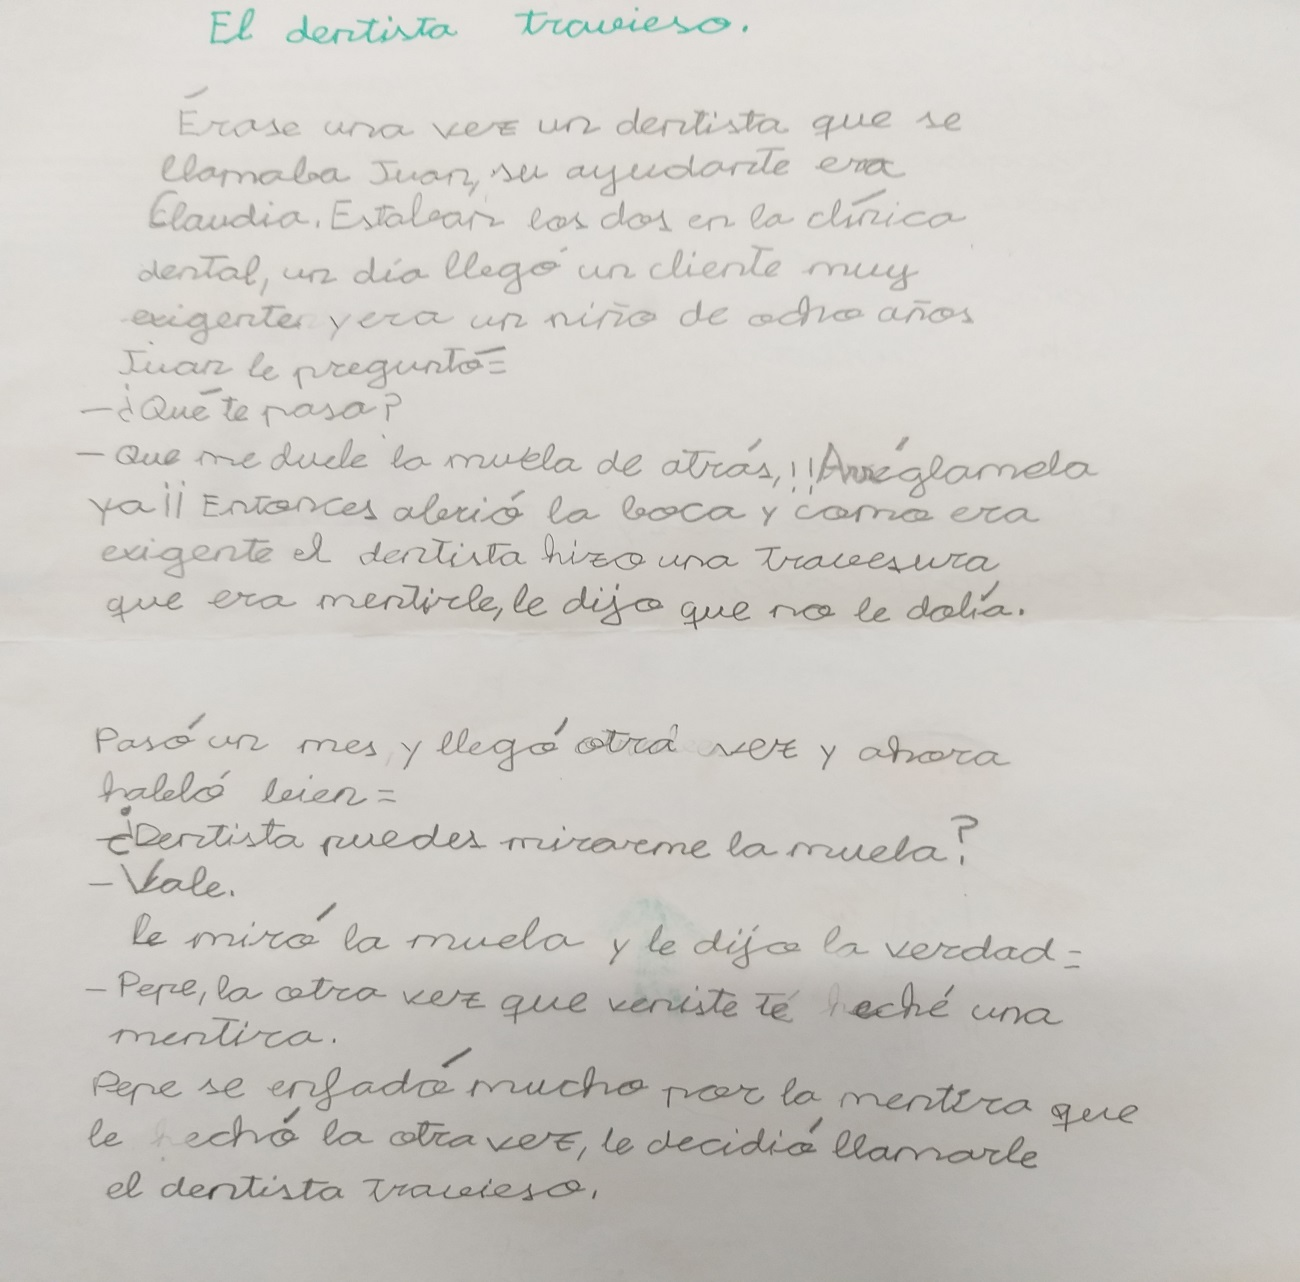 El dentista travieso.
Érase una vez un dentista que se
llamaba Juan, su ayudante era
Claudia. Estaban los dos en la clínica
dental, un día llegó un cliente muy
exigente y era un niño de ocho años
Juan le preguntó=
-¿Qué te pasa?
- Que me duele la muela de atrás, !!Arréglamela
ya¡¡ Entonces abrió la boca y como era
exigente el dentista hizo una travesura
que era mentirle, le dijo que no le dolía.
Pasó un mes, y llegó otra vez y ahora
habló bien=
-¿Dentista puedes mirarme la muela?
- Vale.
le miró la muela y le dijo la verdad=
- Pepe, la otra vez que veniste té eché una
mentira.
Pepe se enfadó mucho por la mentira que
le echó la otra vez, le decidió llamarle
el dentista travieso.